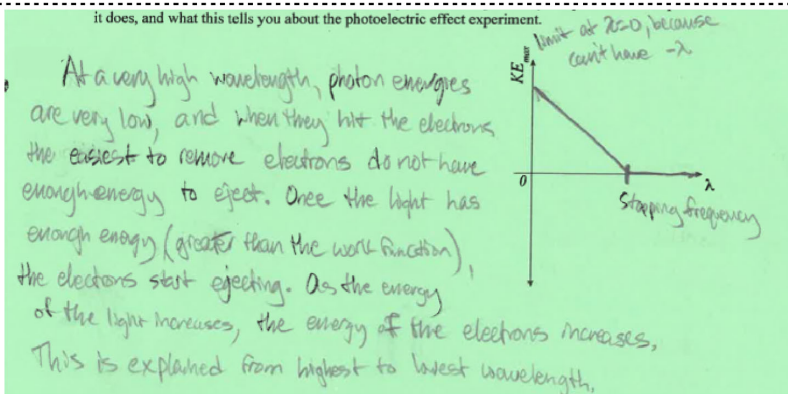 it does, and what this tells you about the photoelectric effect experiment.
limit at λ=0, because
can't have -λ
KEmax
0
λ
Stopping frequency
At a very high wavelength, photon energies
are very low, and when they hit the electrons
the easiest to remove electrons do not have
enough energy to eject. Once the light has
enough energy (greater than the work function),
the electrons start ejecting. As the energy
of the light increases, the energy of the electrons increases.
This is explained from highest to lowest wavelength.